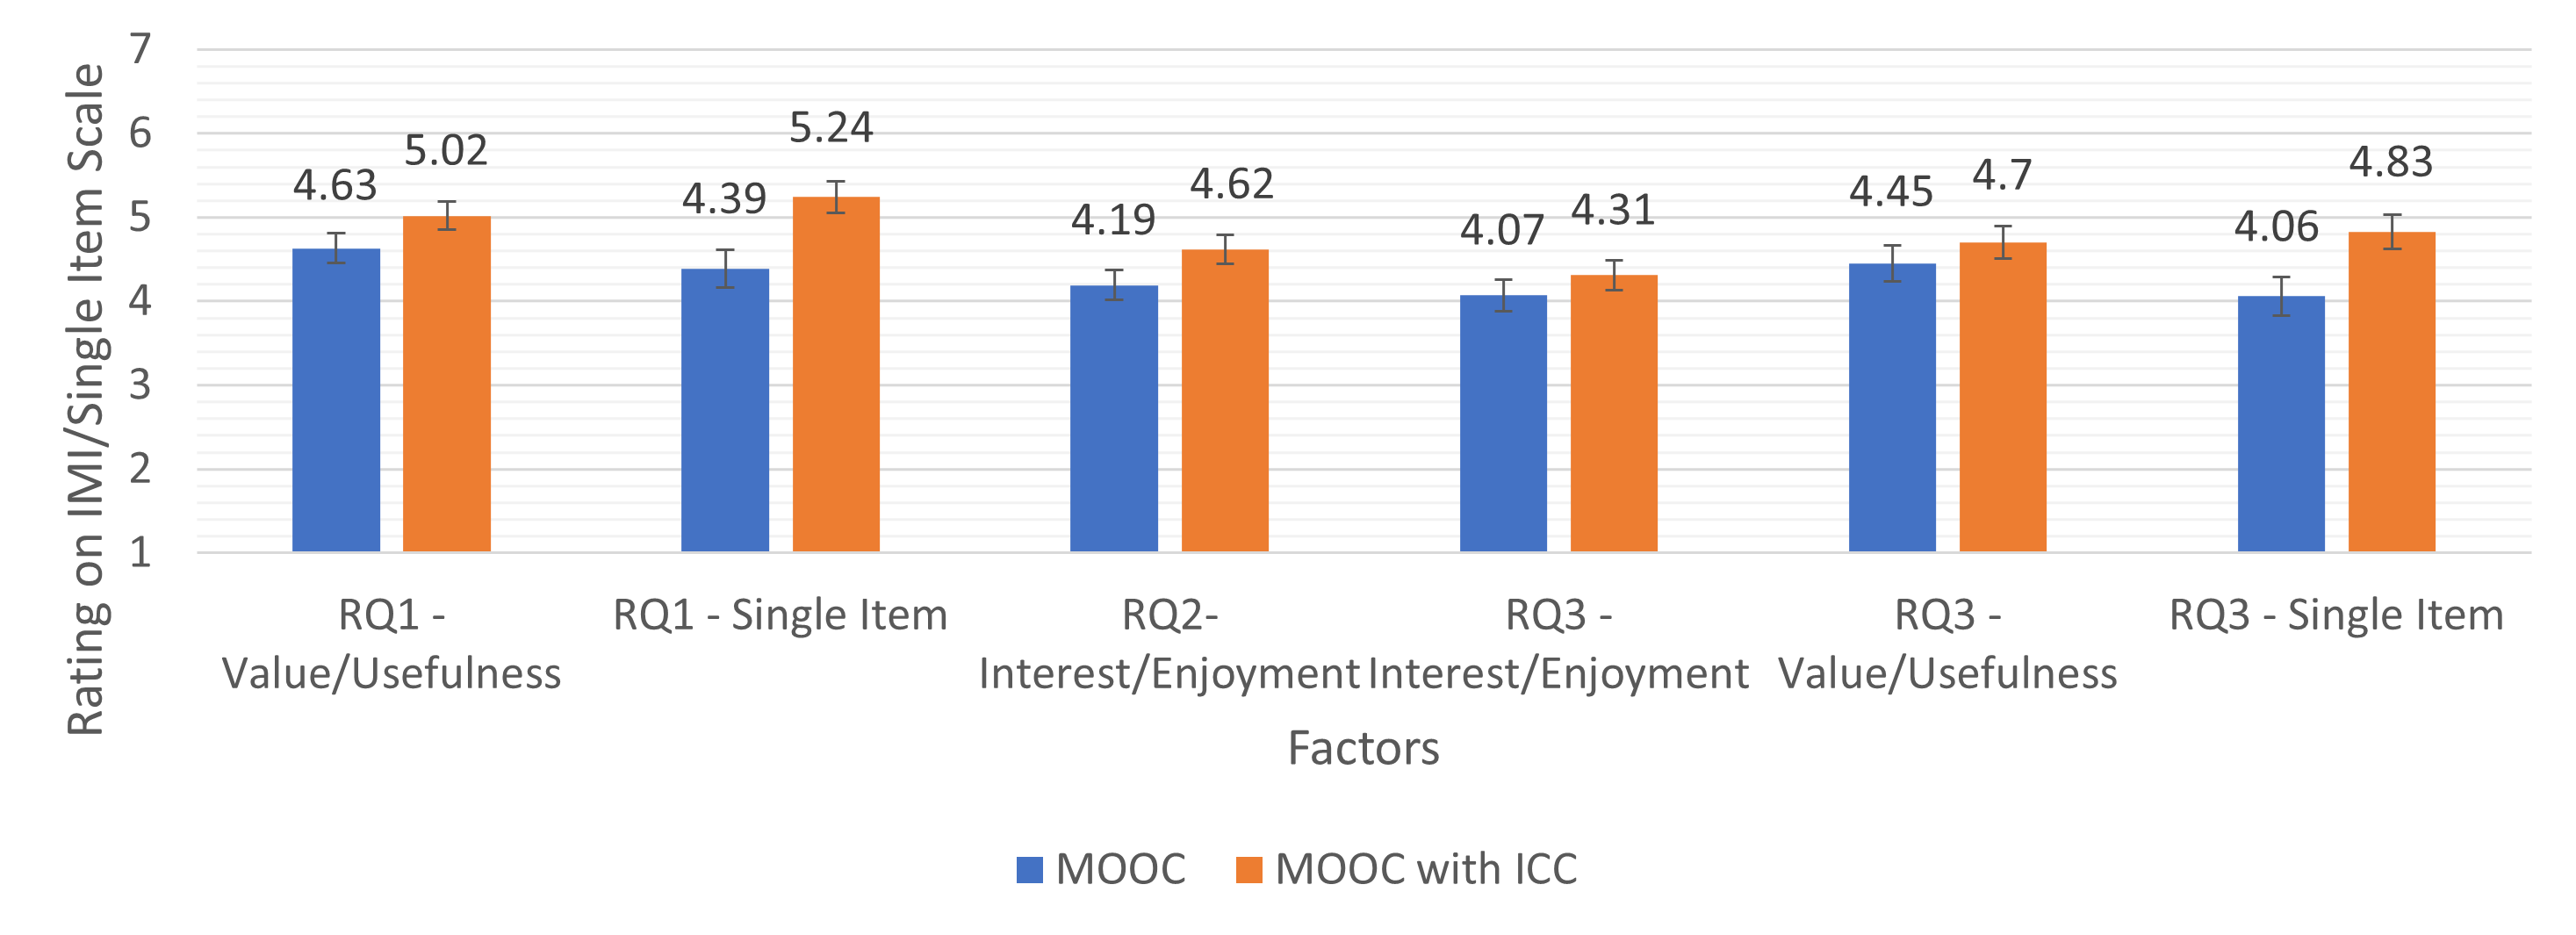 Rating on IMI/Single Item Scale
7
6
5
4
3
2
1
4.63
5.02
4.39
5.24
4.19
4.62
4.07
4.31
4.45
4.7
4.06
4.83
RQ1 -
Value/Usefulness
RQ1 - Single Item
RQ2-
Interest/Enjoyment
RQ3 -
Interest/Enjoyment
RQ3 -
Value/Usefulness
RQ3 - Single Item
Factors
MOOC
MOOC with ICC